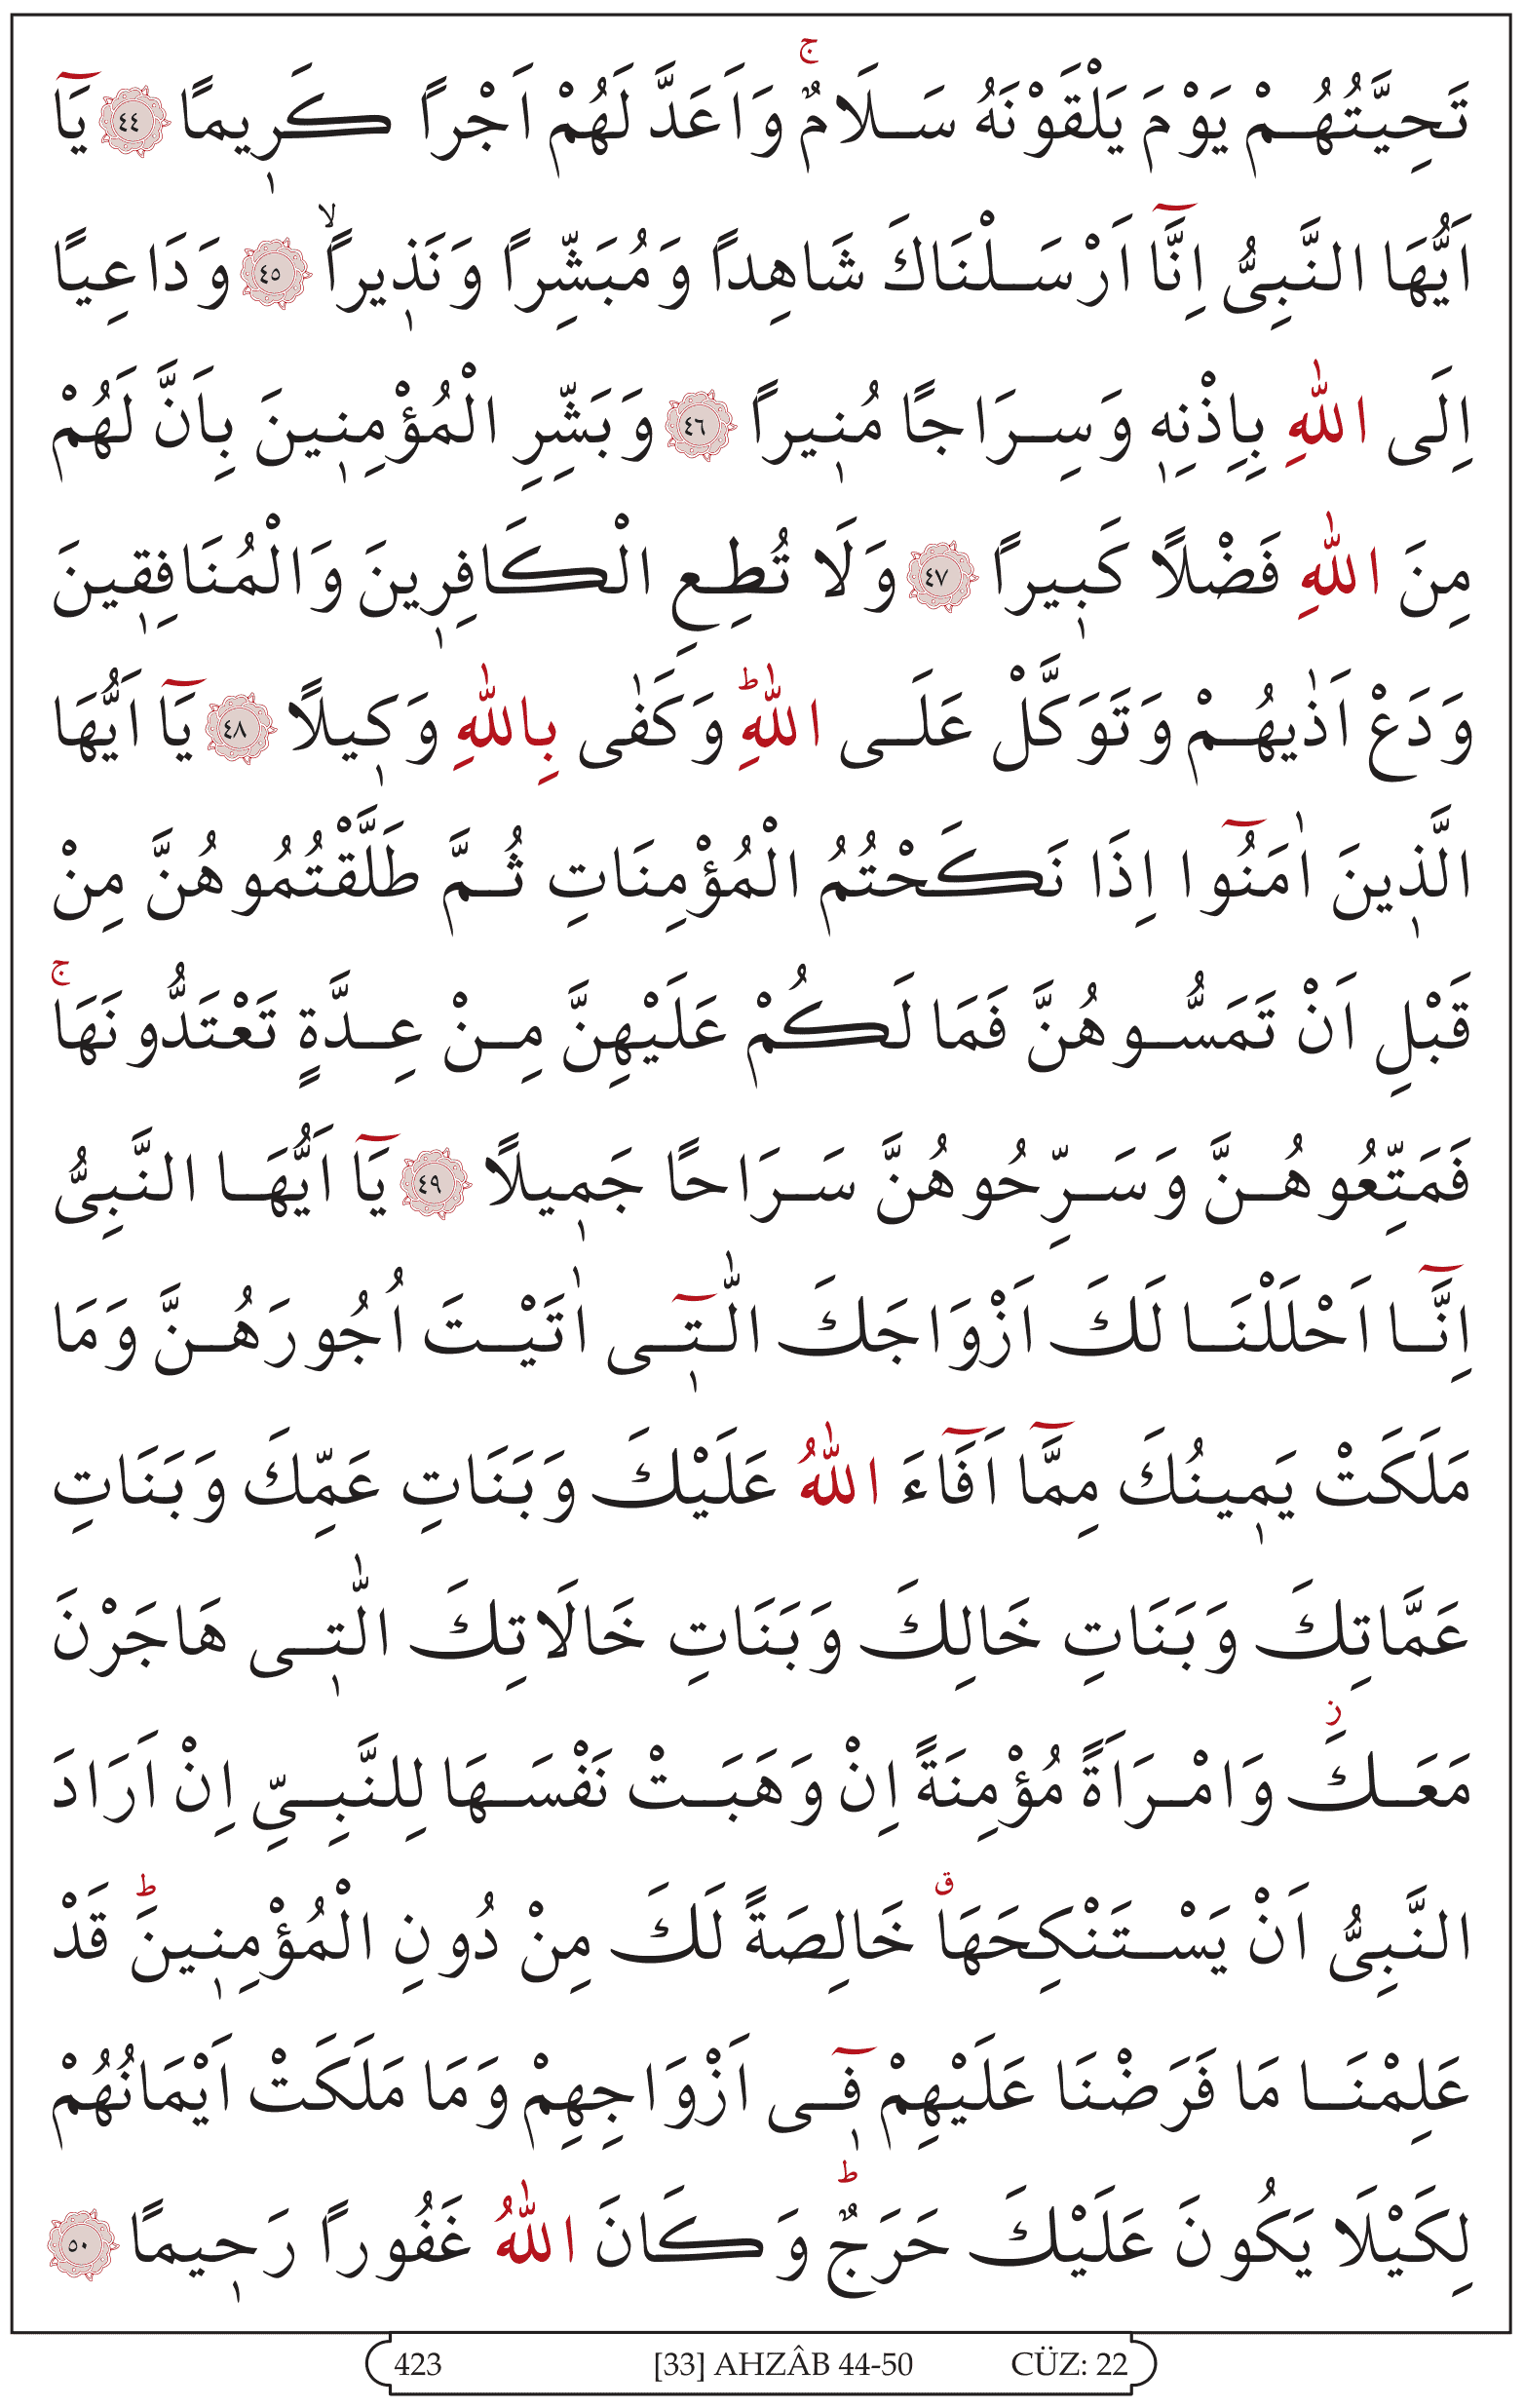 تَحِيَّتُهُمْ يَوْمَ يَلْقَوْنَهُ سَلَامٌۚ وَاَعَدَّ لَهُمْ اَجْرًا كَر۪يمًا ﴿٤٤﴾ يَٓا
اَيُّهَا النَّبِيُّ اِنَّٓا اَرْسَلْنَاكَ شَاهِدًا وَمُبَشِّرًا وَنَذ۪يرًاۙ ﴿٤٥﴾ وَدَاعِيًا
اِلَى اللّٰهِ بِاِذْنِه۪ وَسِرَاجًا مُن۪يرًا ﴿٤٦﴾ وَبَشِّرِ الْمُؤْمِن۪ينَ بِاَنَّ لَهُمْ
مِنَ اللّٰهِ فَضْلًا كَب۪يرًا ﴿٤٧﴾ وَلَا تُطِعِ الْكَافِر۪ينَ وَالْمُنَافِق۪ينَ
وَدَعْ اَذٰيهُمْ وَتَوَكَّلْ عَلَى اللّٰهِۜ وَكَفٰى بِاللّٰهِ وَك۪يلًا ﴿٤٨﴾ يَٓا اَيُّهَا
الَّذ۪ينَ اٰمَنُٓوا اِذَا نَكَحْتُمُ الْمُؤْمِنَاتِ ثُمَّ طَلَّقْتُمُوهُنَّ مِنْ
قَبْلِ اَنْ تَمَسُّوهُنَّ فَمَا لَكُمْ عَلَيْهِنَّ مِنْ عِدَّةٍ تَعْتَدُّونَهَاۚ
فَمَتِّعُوهُنَّ وَسَرِّحُوهُنَّ سَرَاحًا جَم۪يلًا ﴿٤٩﴾ يَٓا اَيُّهَا النَّبِيُّ
اِنَّٓا اَحْلَلْنَا لَكَ اَزْوَاجَكَ الّٰت۪ٓى اٰتَيْتَ اُجُورَهُنَّ وَمَا
مَلَكَتْ يَم۪ينُكَ مِمَّٓا اَفَٓاءَ اللّٰهُ عَلَيْكَ وَبَنَاتِ عَمِّكَ وَبَنَاتِ
عَمَّاتِكَ وَبَنَاتِ خَالِكَ وَبَنَاتِ خَالَاتِكَ الّٰت۪ى هَاجَرْنَ
مَعَكَۘ وَامْرَاَةً مُؤْمِنَةً اِنْ وَهَبَتْ نَفْسَهَا لِلنَّبِيِّ اِنْ اَرَادَ
النَّبِيُّ اَنْ يَسْتَنْكِحَهَاۗ خَالِصَةً لَكَ مِنْ دُونِ الْمُؤْمِن۪ينَۜ قَدْ
عَلِمْنَا مَا فَرَضْنَا عَلَيْهِمْ ف۪ٓى اَزْوَاجِهِمْ وَمَا مَلَكَتْ اَيْمَانُهُمْ
لِكَيْلَا يَكُونَ عَلَيْكَ حَرَجٌۜ وَكَانَ اللّٰهُ غَفُورًا رَح۪يمًا ﴿٥٠﴾
423 [33] AHZÂB 44-50 CÜZ: 22